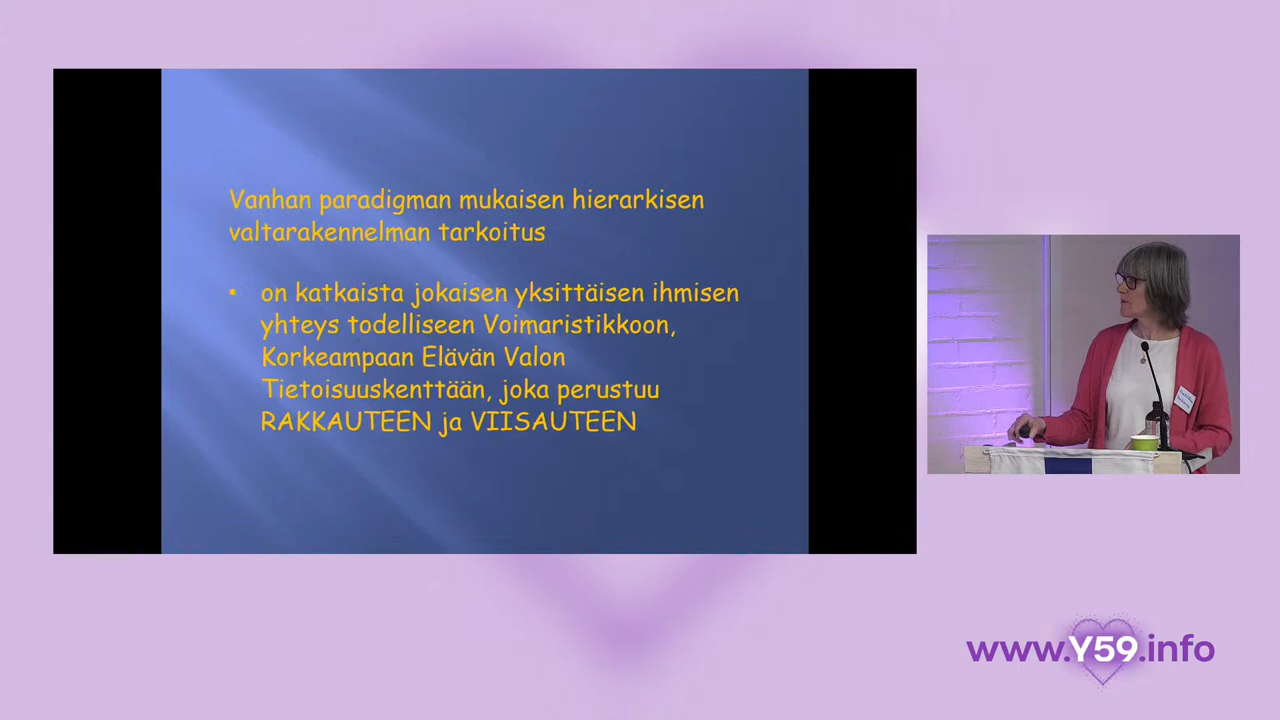 Vanhan paradigman mukaisen hierarkisen
valtarakennelman tarkoitus
• on katkaista jokaisen yksittäisen ihmisen
yhteys todelliseen Voimaristikkoon,
Korkeampaan Elävän Valon
Tietoisuuskenttään, joka perustuu
RAKKAUTEEN ja VIISAUTEEN
www.Y59.info